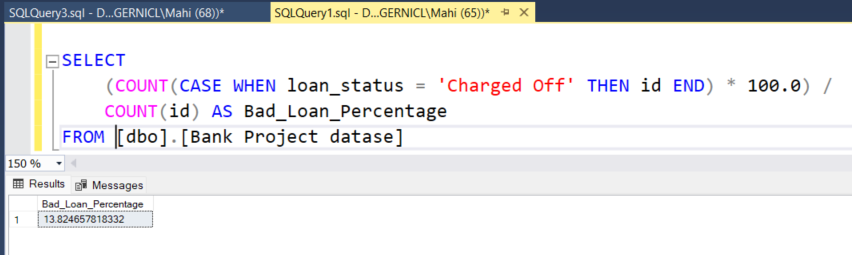 SQLQuery3.sql - D...GERNICL\Mahi (68))* SQLQuery1.sql - D...GERNICL\Mahi (65))*
SELECT
(COUNT(CASE WHEN loan_status = 'Charged Off' THEN id END) * 100.0) /
COUNT(id) AS Bad_Loan_Percentage
FROM [dbo].[Bank Project datase]
150 %
Results Messages
Bad_Loan_Percentage
1 13.824657818332